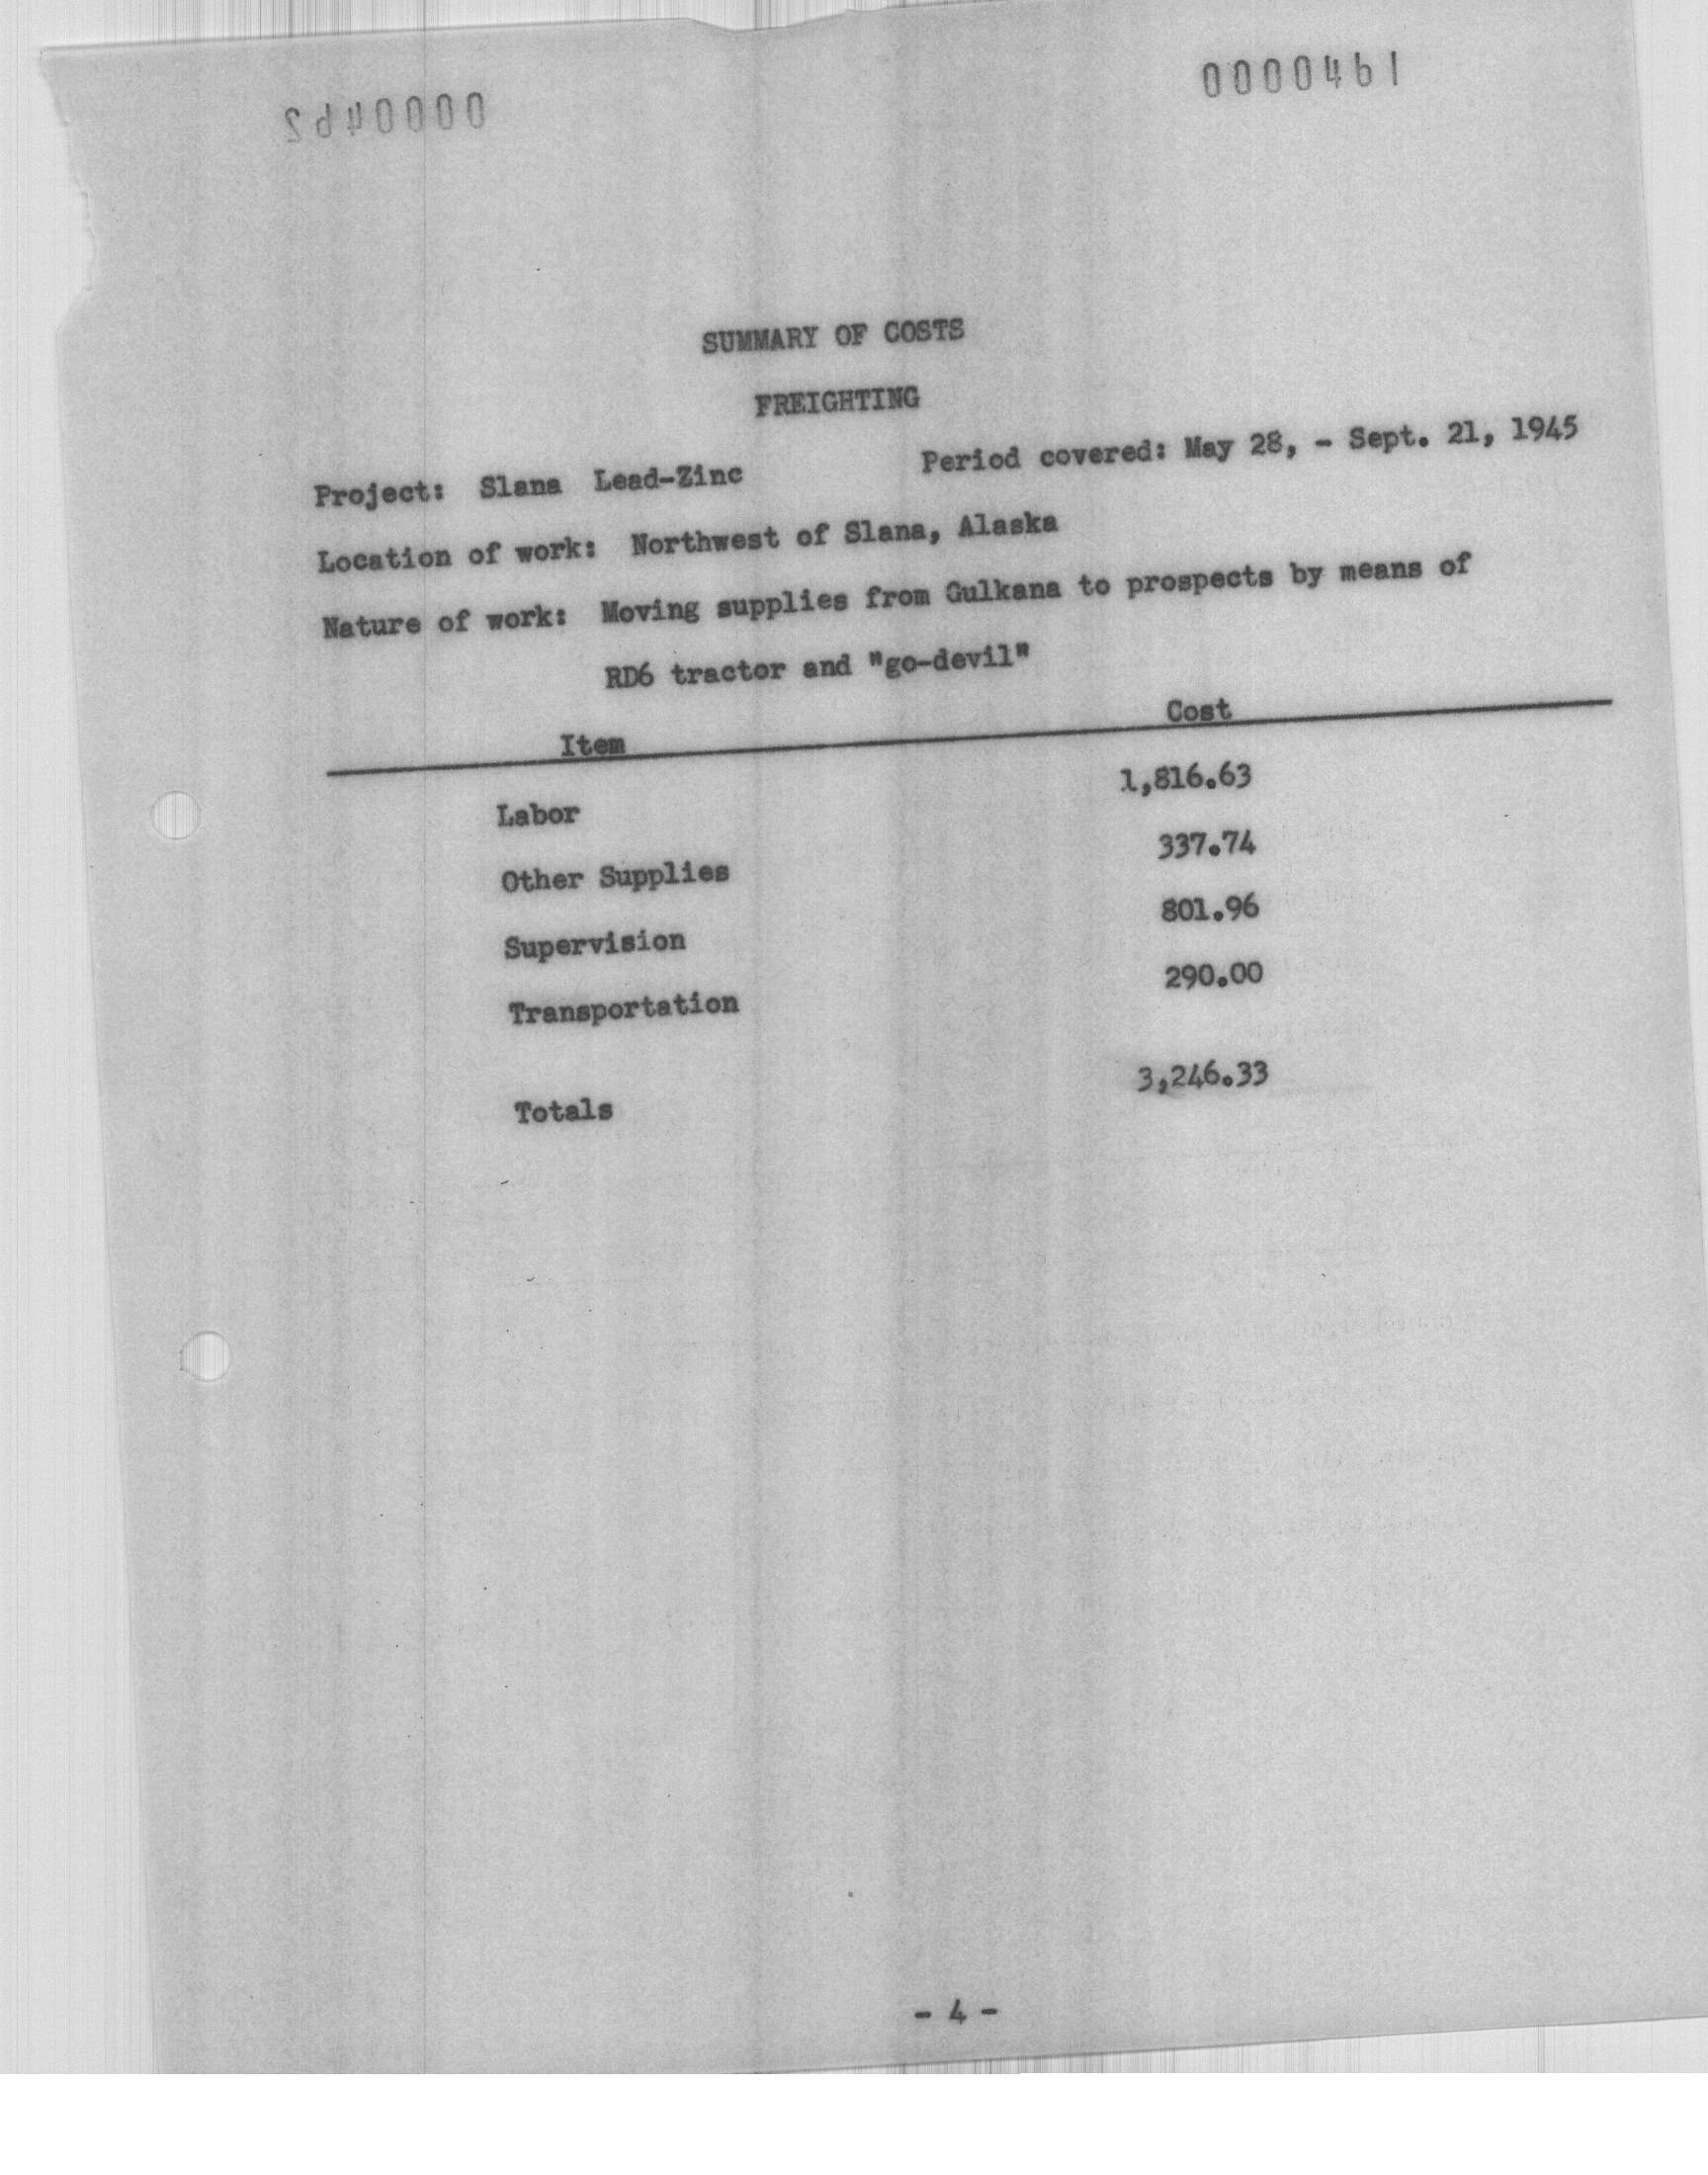 0000461
SUMMARY OF COSTS
FREIGHTING
Project: Slana Lead-Zinc Period covered: May 28, - Sept. 21, 1945
Location of work: Northwest of Slana, Alaska
Nature of work: Moving supplies from Gulkana to prospects by means of
RD6 tractor and "go-devil"
Item Cost
Labor 1,816.63
Other Supplies 337.74
Supervision 801.96
Transportation 290.00
Totals 3,246.33
- 4 -